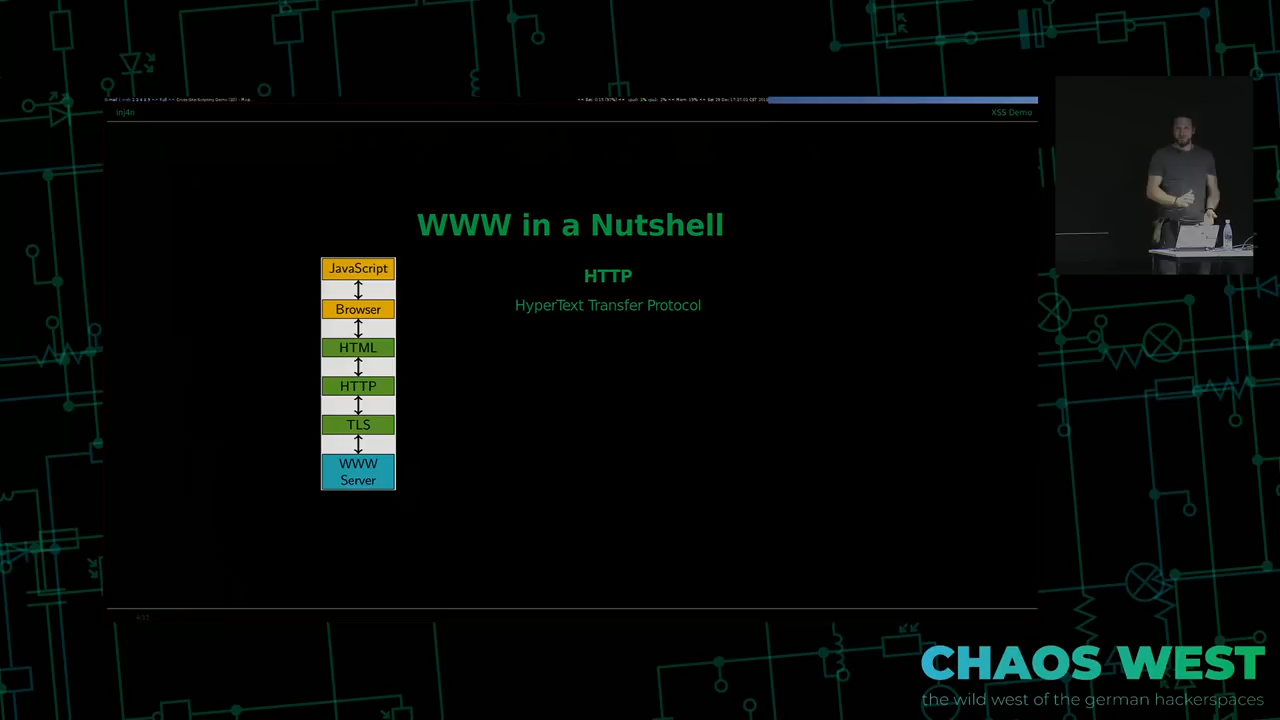 inj4n
XSS Demo
WWW in a Nutshell
JavaScript
Browser
HTML
HTTP
TLS
WWW
Server
HTTP
HyperText Transfer Protocol
CHAOS WEST
the wild west of the german hackerspaces